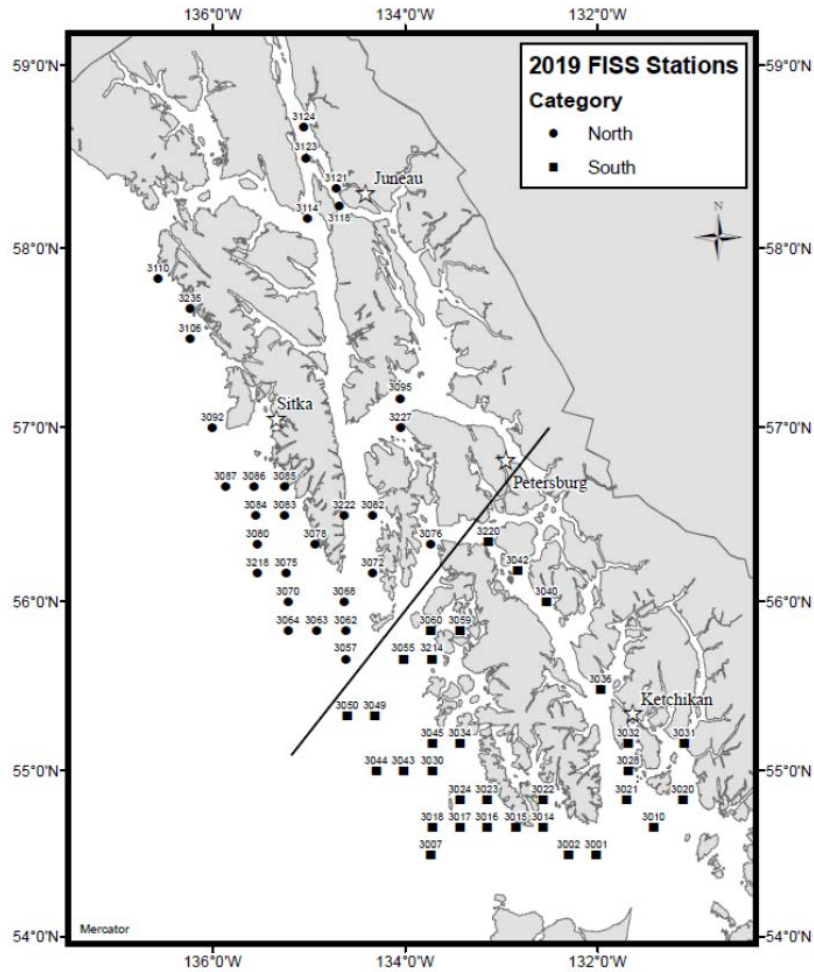 136°0'W 134°0'W 132°0'W
59°0'N 59°0'N
2019 FISS Stations
Category
North
South
3124
3123
3121
Juneau
3114 3118
58°0'N 58°0'N
3110
3235
3106
3095
Sitka
3092 3227
57°0'N 57°0'N
Petersburg
3087 3086 3085
3084 3083 3222 3082
3080 3078 3076 3220
3218 3075 3072 3042
3070 3068 3040
56°0'N 56°0'N
3064 3063 3062 3060 3059
3057 3055 3214
3036
Ketchikan
3050 3049
3045 3034 3032 3031
3044 3043 3030 3028
55°0'N 55°0'N
3024 3023 3022 3021 3020
3018 3017 3016 3015 3014 3010
3007 3002 3001
54°0'N 54°0'N
Mercator
136°0'W 134°0'W 132°0'W